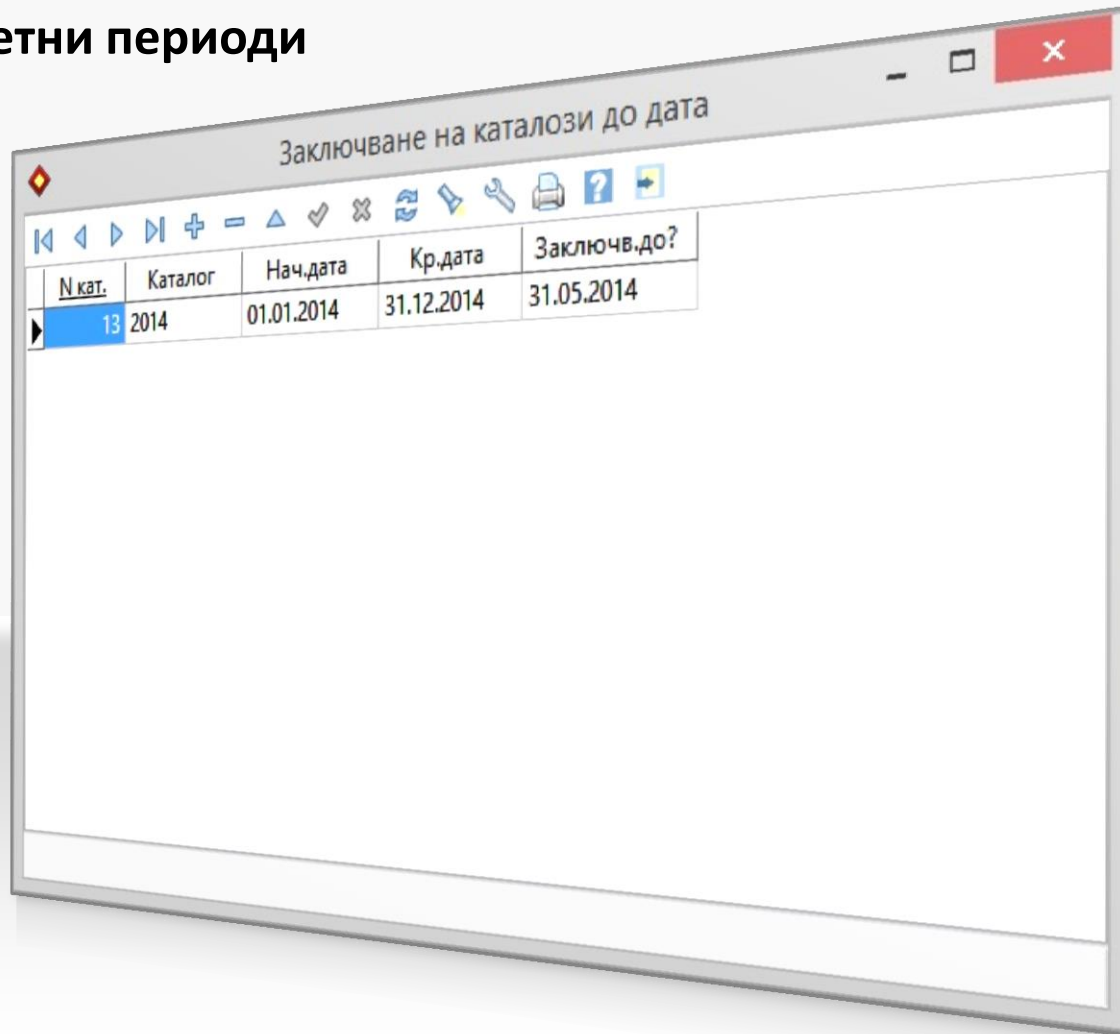 етни периоди
Заключване на каталози до дата
N кат. Каталог Нач.дата Кр.дата Заключв.до?
13 2014 01.01.2014 31.12.2014 31.05.2014